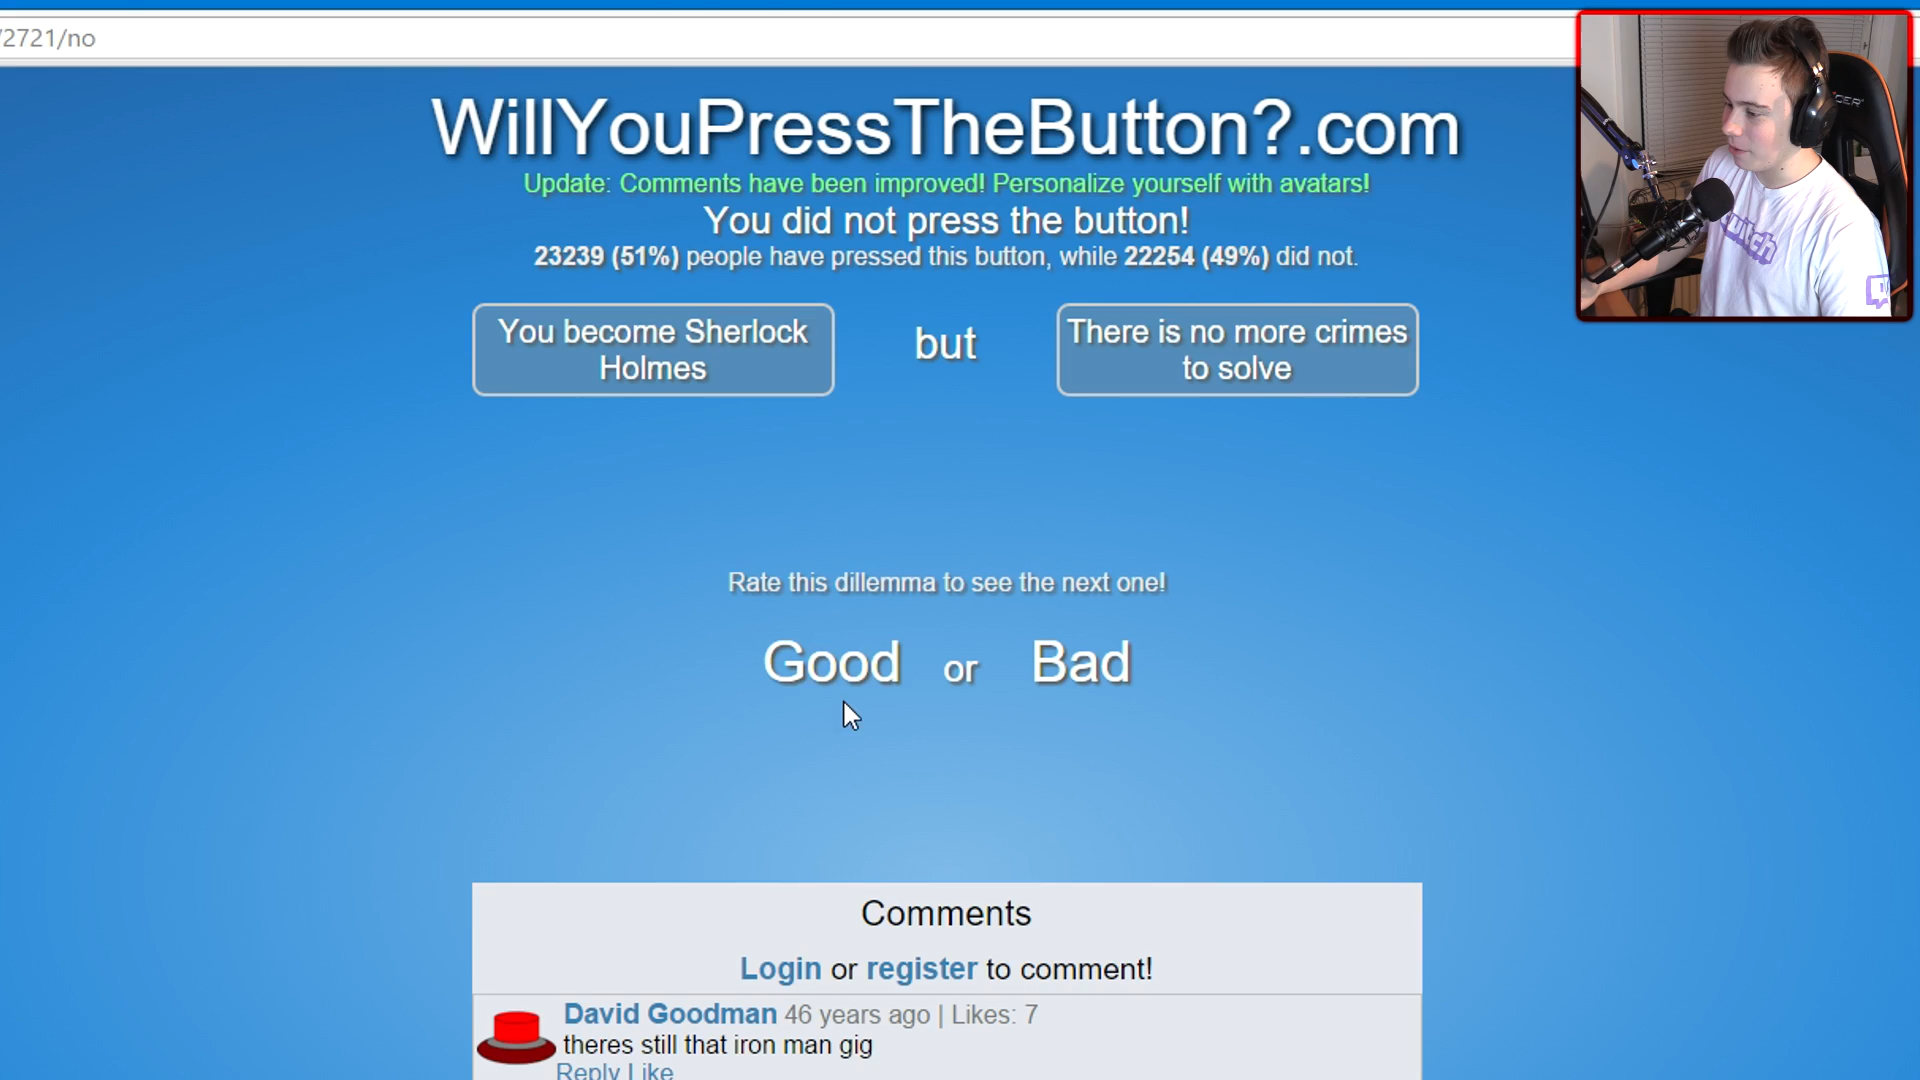 /2721/no
WillYouPressTheButton?.com
Update: Comments have been improved! Personalize yourself with avatars!
You did not press the button!
23239 (51%) people have pressed this button, while 22254 (49%) did not.
You become Sherlock
Holmes
but
There is no more crimes
to solve
Rate this dillemma to see the next one!
Good or Bad
Comments
Login or register to comment!
David Goodman 46 years ago | Likes: 7
theres still that iron man gig
Reply Like